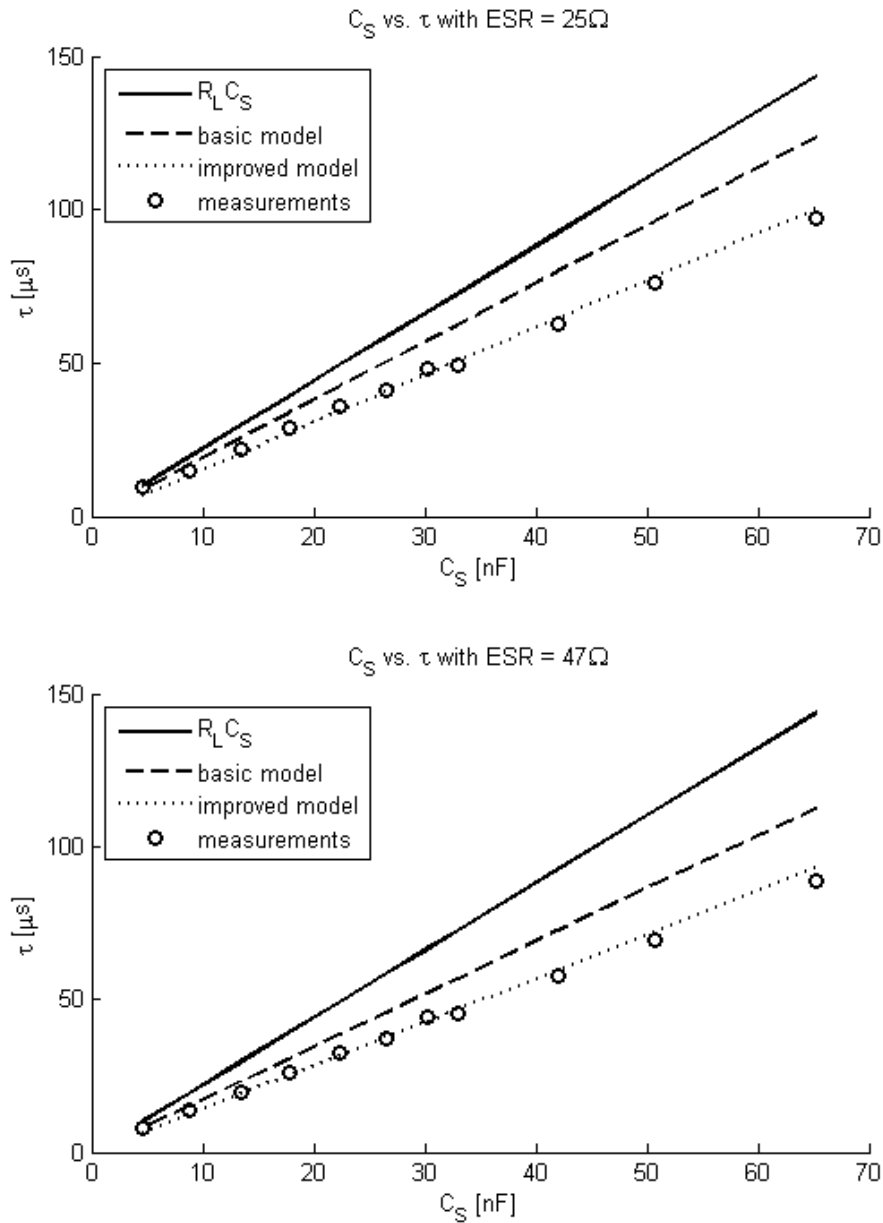 C_S vs. τ with ESR = 25Ω
150
R_LC_S
basic model
improved model
measurements
100
τ [μs]
50
0
0 10 20 30 40 50 60 70
C_S [nF]
C_S vs. τ with ESR = 47Ω
150
R_LC_S
basic model
improved model
measurements
100
τ [μs]
50
0
0 10 20 30 40 50 60 70
C_S [nF]